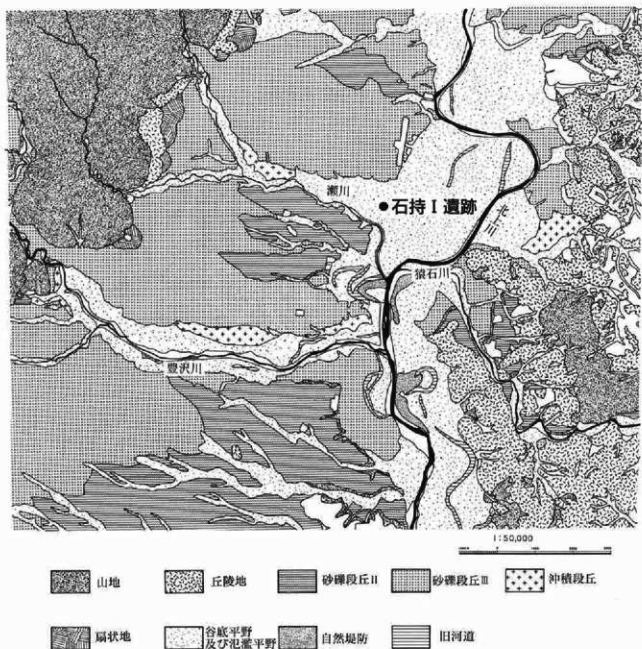 瀬川
石持Ⅰ遺跡
北上川
猿石川
豊沢川
1:50,000
山地
丘陵地
砂礫段丘Ⅱ
砂礫段丘Ⅲ
沖積段丘
扇状地
谷底平野
及び氾濫平野
自然堤防
旧河道